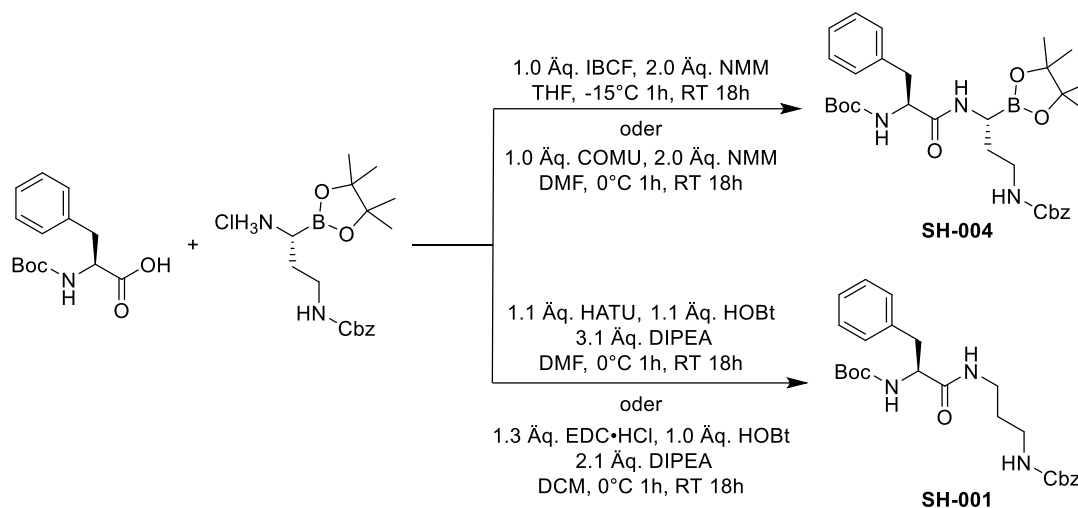 1.0 Äq. IBCF, 2.0 Äq. NMM
THF, -15°C 1h, RT 18h
oder
1.0 Äq. COMU, 2.0 Äq. NMM
DMF, 0°C 1h, RT 18h
Boc
N
H
O
H
N
B
O
O
HN
Cbz
SH-004
Boc
N
H
O
OH
+
ClH3N
B
O
O
HN
Cbz
1.1 Äq. HATU, 1.1 Äq. HOBt
3.1 Äq. DIPEA
DMF, 0°C 1h, RT 18h
oder
1.3 Äq. EDC•HCl, 1.0 Äq. HOBt
2.1 Äq. DIPEA
DCM, 0°C 1h, RT 18h
Boc
N
H
O
H
N
HN
Cbz
SH-001